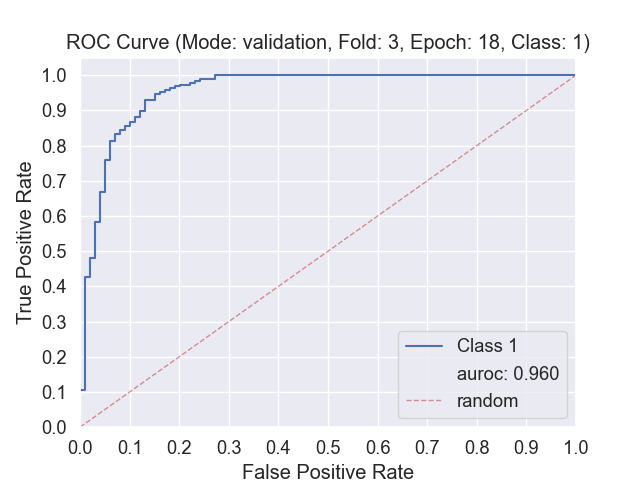 ROC Curve (Mode: validation, Fold: 3, Epoch: 18, Class: 1)
True Positive Rate
1.0
0.9
0.8
0.7
0.6
0.5
0.4
0.3
0.2
0.1
0.0
Class 1
auroc: 0.960
random
0.0 0.1 0.2 0.3 0.4 0.5 0.6 0.7 0.8 0.9 1.0
False Positive Rate